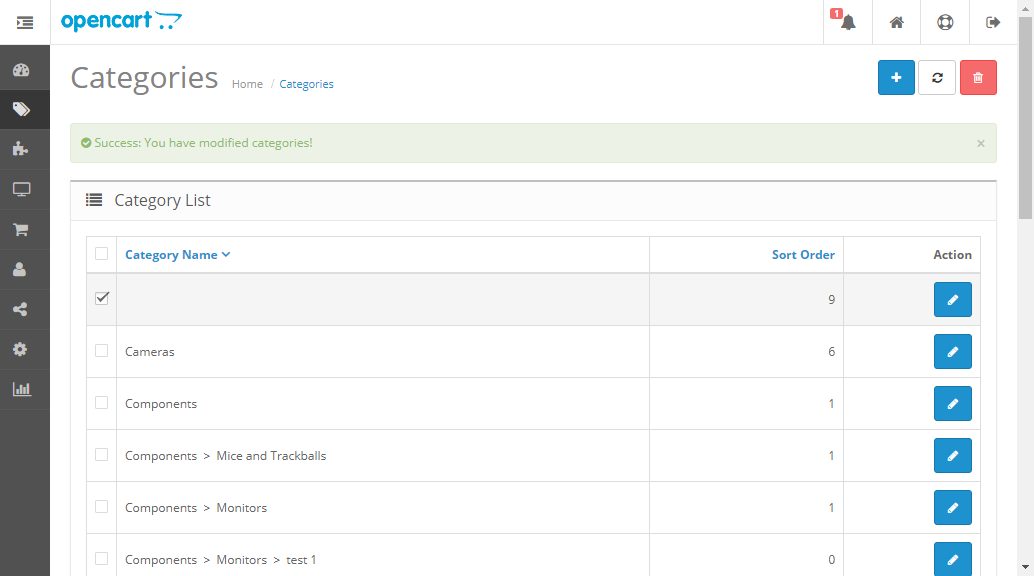 opencart
1
Categories Home / Categories
Success: You have modified categories! ×
Category List
Category Name Sort Order Action
9
Cameras 6
Components 1
Components > Mice and Trackballs 1
Components > Monitors 1
Components > Monitors > test 1 0